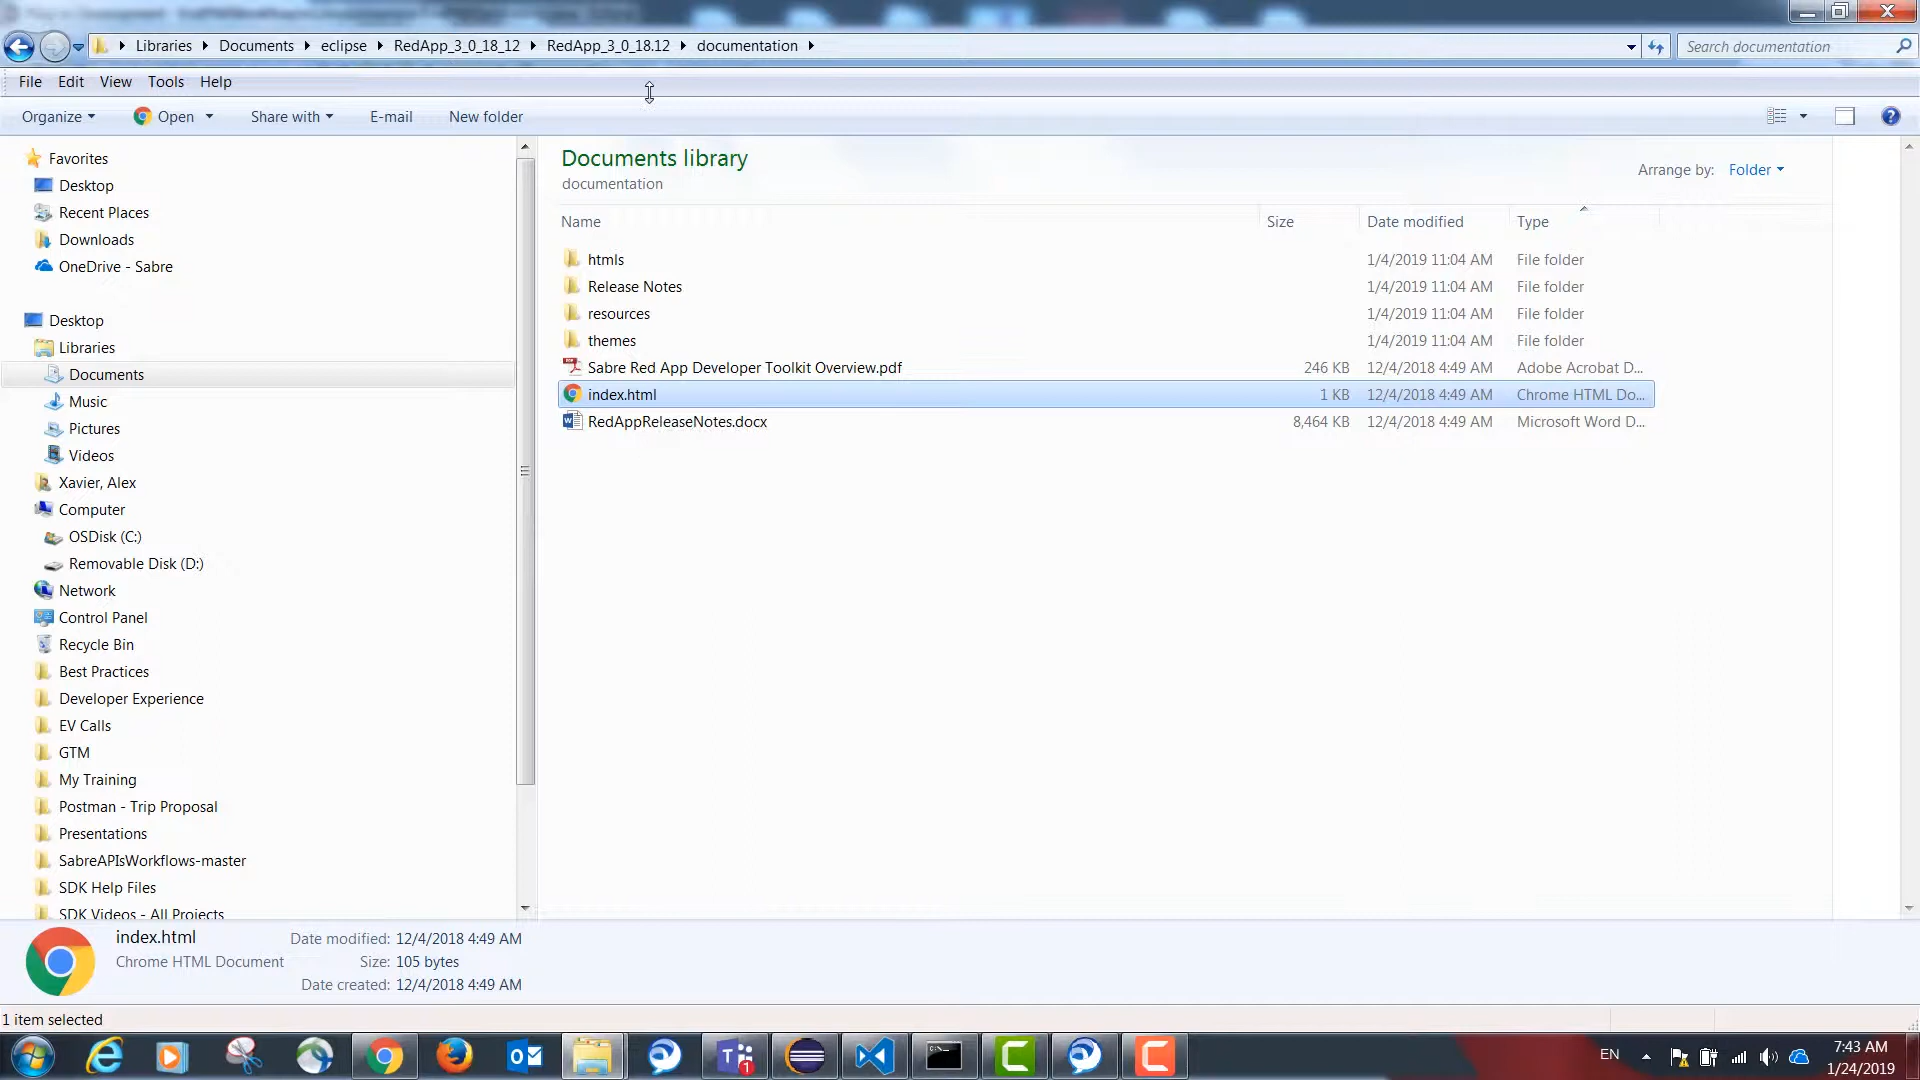 Libraries Documents eclipse RedApp_3_0_18_12 RedApp_3_0_18.12 documentation
Search documentation
File Edit View Tools Help
Organize Open Share with E-mail New folder
Favorites
Desktop
Recent Places
Downloads
OneDrive - Sabre
Desktop
Libraries
Documents
Music
Pictures
Videos
Xavier, Alex
Computer
OSDisk (C:)
Removable Disk (D:)
Network
Control Panel
Recycle Bin
Best Practices
Developer Experience
EV Calls
GTM
My Training
Postman - Trip Proposal
Presentations
SabreAPIsWorkflows-master
SDK Help Files
SDK Videos - All Projects
Documents library
documentation
Arrange by: Folder
Name Size Date modified Type
htmls 1/4/2019 11:04 AM File folder
Release Notes 1/4/2019 11:04 AM File folder
resources 1/4/2019 11:04 AM File folder
themes 1/4/2019 11:04 AM File folder
Sabre Red App Developer Toolkit Overview.pdf 246 KB 12/4/2018 4:49 AM Adobe Acrobat D...
index.html 1 KB 12/4/2018 4:49 AM Chrome HTML Do...
RedAppReleaseNotes.docx 8,464 KB 12/4/2018 4:49 AM Microsoft Word D...
index.html Date modified: 12/4/2018 4:49 AM
Chrome HTML Document Size: 105 bytes
Date created: 12/4/2018 4:49 AM
1 item selected
EN
7:43 AM
1/24/2019